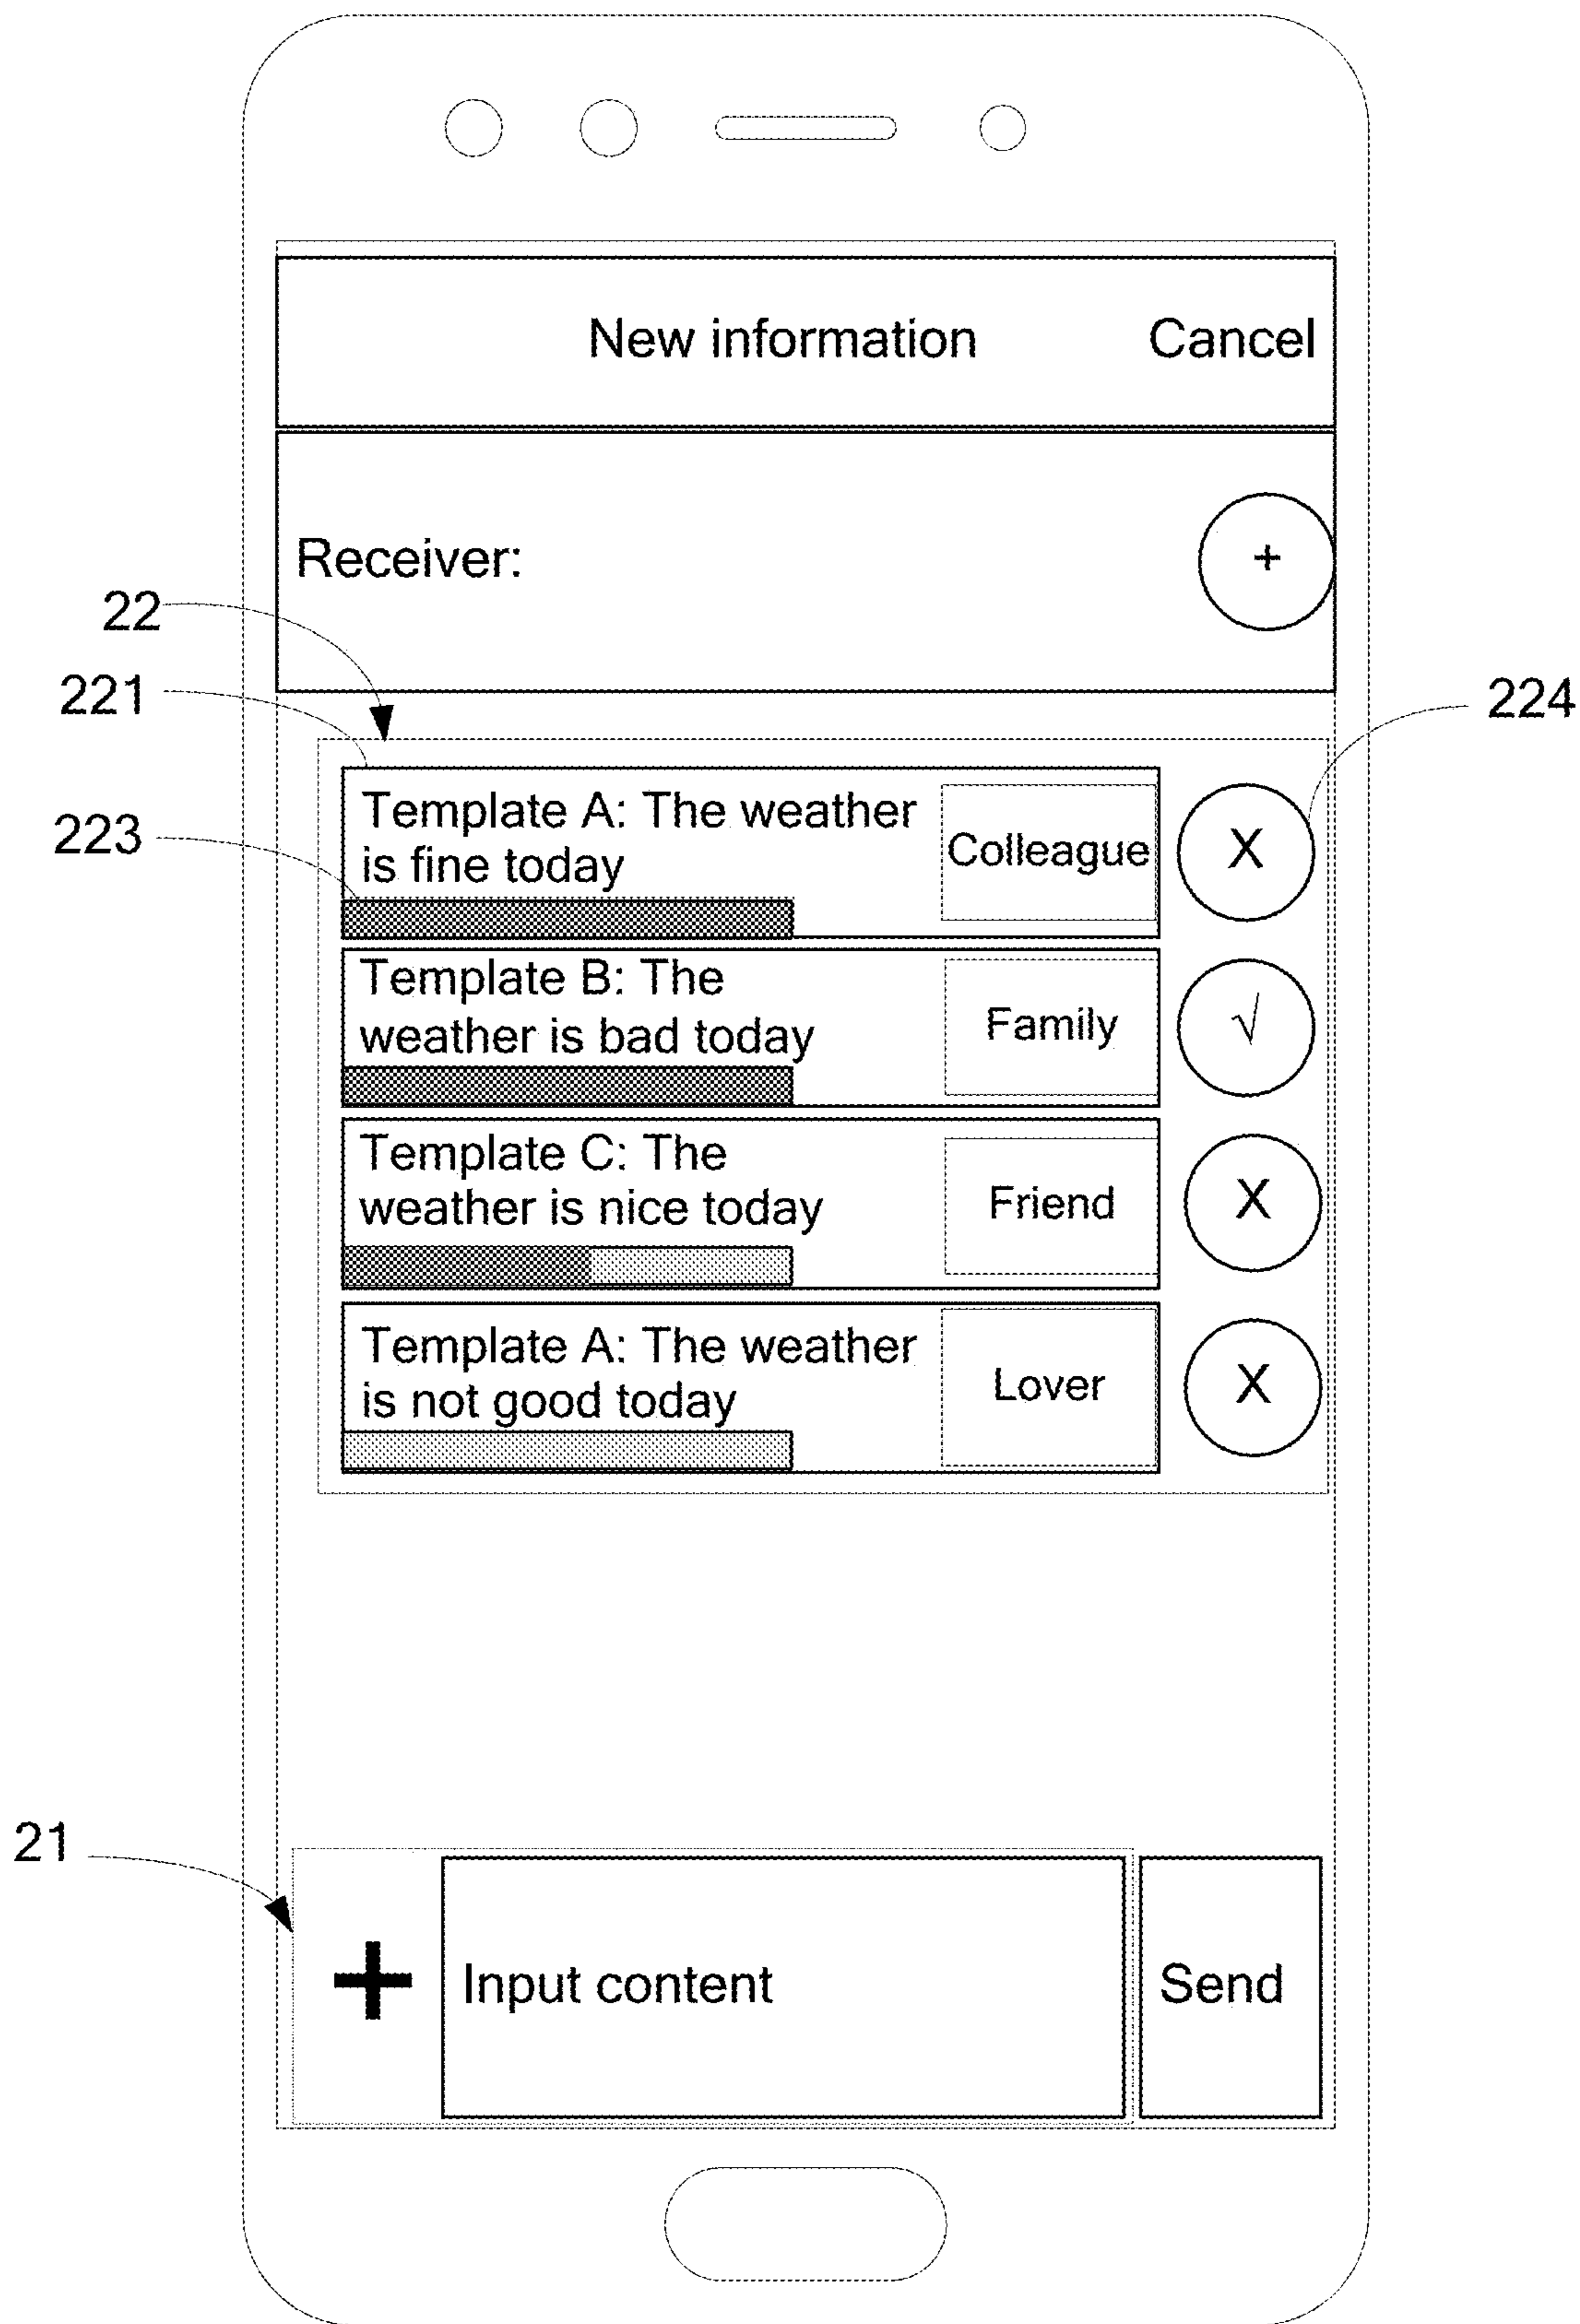 New information
Cancel
Receiver:
+
22
221
224
223
Template A: The weather
is fine today
Colleague
X
Template B: The
weather is bad today
Family
√
Template C: The
weather is nice today
Friend
X
Template A: The weather
is not good today
Lover
X
21
+
Input content
Send